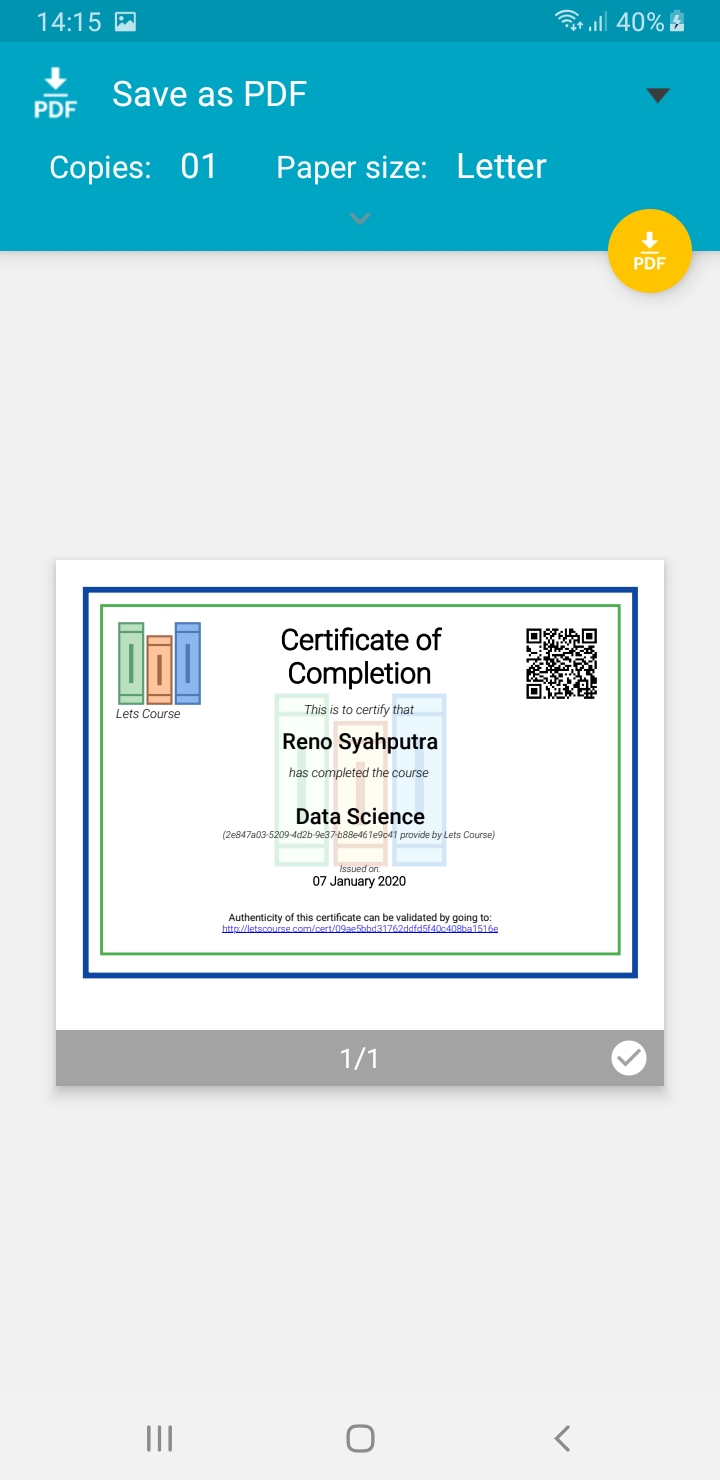 14:15
40%
PDF
Save as PDF
Copies: 01 Paper size: Letter
PDF
Certificate of
Completion
Lets Course
This is to certify that
Reno Syahputra
has completed the course
Data Science
(2e847a03-5209-4d2b-9e37-b88e461e9c41 provide by Lets Course)
Issued on:
07 January 2020
Authenticity of this certificate can be validated by going to:
http://letscourse.com/cert/09ae5bbd31762ddfd5f40c408ba1516e
1/1